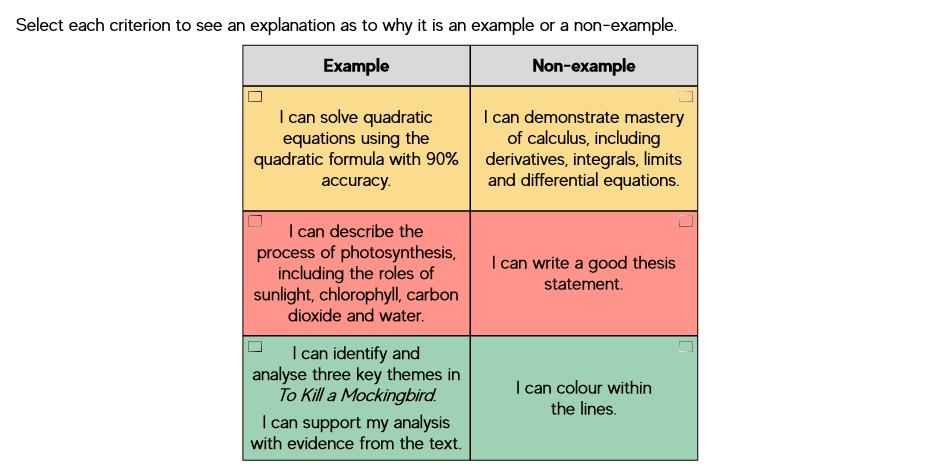 Select each criterion to see an explanation as to why it is an example or a non-example.
Example
Non-example
I can solve quadratic
equations using the
quadratic formula with 90%
accuracy.
I can demonstrate mastery
of calculus, including
derivatives, integrals, limits
and differential equations.
I can describe the
process of photosynthesis,
including the roles of
sunlight, chlorophyll, carbon
dioxide and water.
I can write a good thesis
statement.
I can identify and
analyse three key themes in
To Kill a Mockingbird.
I can support my analysis
with evidence from the text.
I can colour within
the lines.